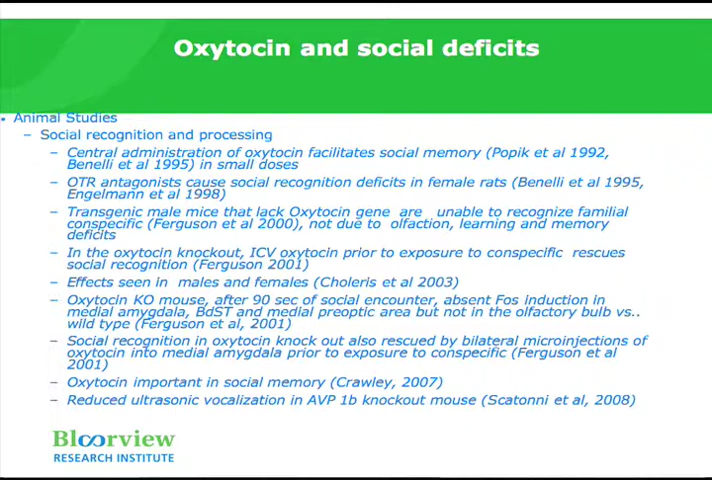 Oxytocin and social deficits
• Animal Studies
– Social recognition and processing
– Central administration of oxytocin facilitates social memory (Popik et al 1992,
Benelli et al 1995) in small doses
– OTR antagonists cause social recognition deficits in female rats (Benelli et al 1995,
Engelmann et al 1998)
– Transgenic male mice that lack Oxytocin gene are unable to recognize familial
conspecific (Ferguson et al 2000), not due to olfaction, learning and memory
deficits
– In the oxytocin knockout, ICV oxytocin prior to exposure to conspecific rescues
social recognition (Ferguson 2001)
– Effects seen in males and females (Choleris et al 2003)
– Oxytocin KO mouse, after 90 sec of social encounter, absent Fos induction in
medial amygdala, BdST and medial preoptic area but not in the olfactory bulb vs..
wild type (Ferguson et al, 2001)
– Social recognition in oxytocin knock out also rescued by bilateral microinjections of
oxytocin into medial amygdala prior to exposure to conspecific (Ferguson et al
2001)
– Oxytocin important in social memory (Crawley, 2007)
– Reduced ultrasonic vocalization in AVP 1b knockout mouse (Scatonni et al, 2008)
Bloorview
RESEARCH INSTITUTE